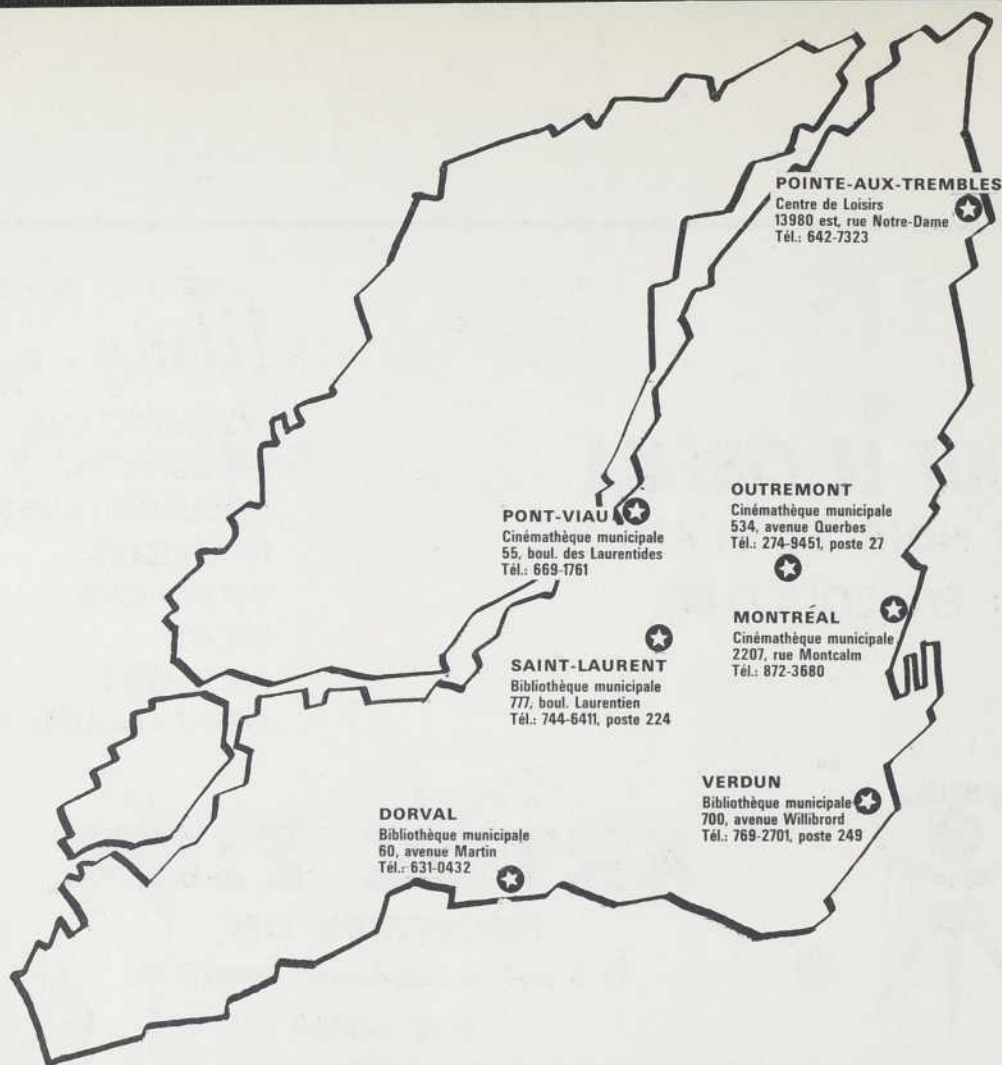 POINTE-AUX-TREMBLES
Centre de Loisirs
13980 est, rue Notre-Dame
Tél.: 642-7323
PONT-VIAU
Cinémathèque municipale
55, boul. des Laurentides
Tél.: 669-1761
OUTREMONT
Cinémathèque municipale
534, avenue Querbes
Tél.: 274-9451, poste 27
MONTRÉAL
Cinémathèque municipale
2207, rue Montcalm
Tél.: 872-3680
SAINT-LAURENT
Bibliothèque municipale
777, boul. Laurentien
Tél.: 744-6411, poste 224
VERDUN
Bibliothèque municipale
700, avenue Willibrord
Tél.: 769-2701, poste 249
DORVAL
Bibliothèque municipale
60, avenue Martin
Tél.: 631-0432